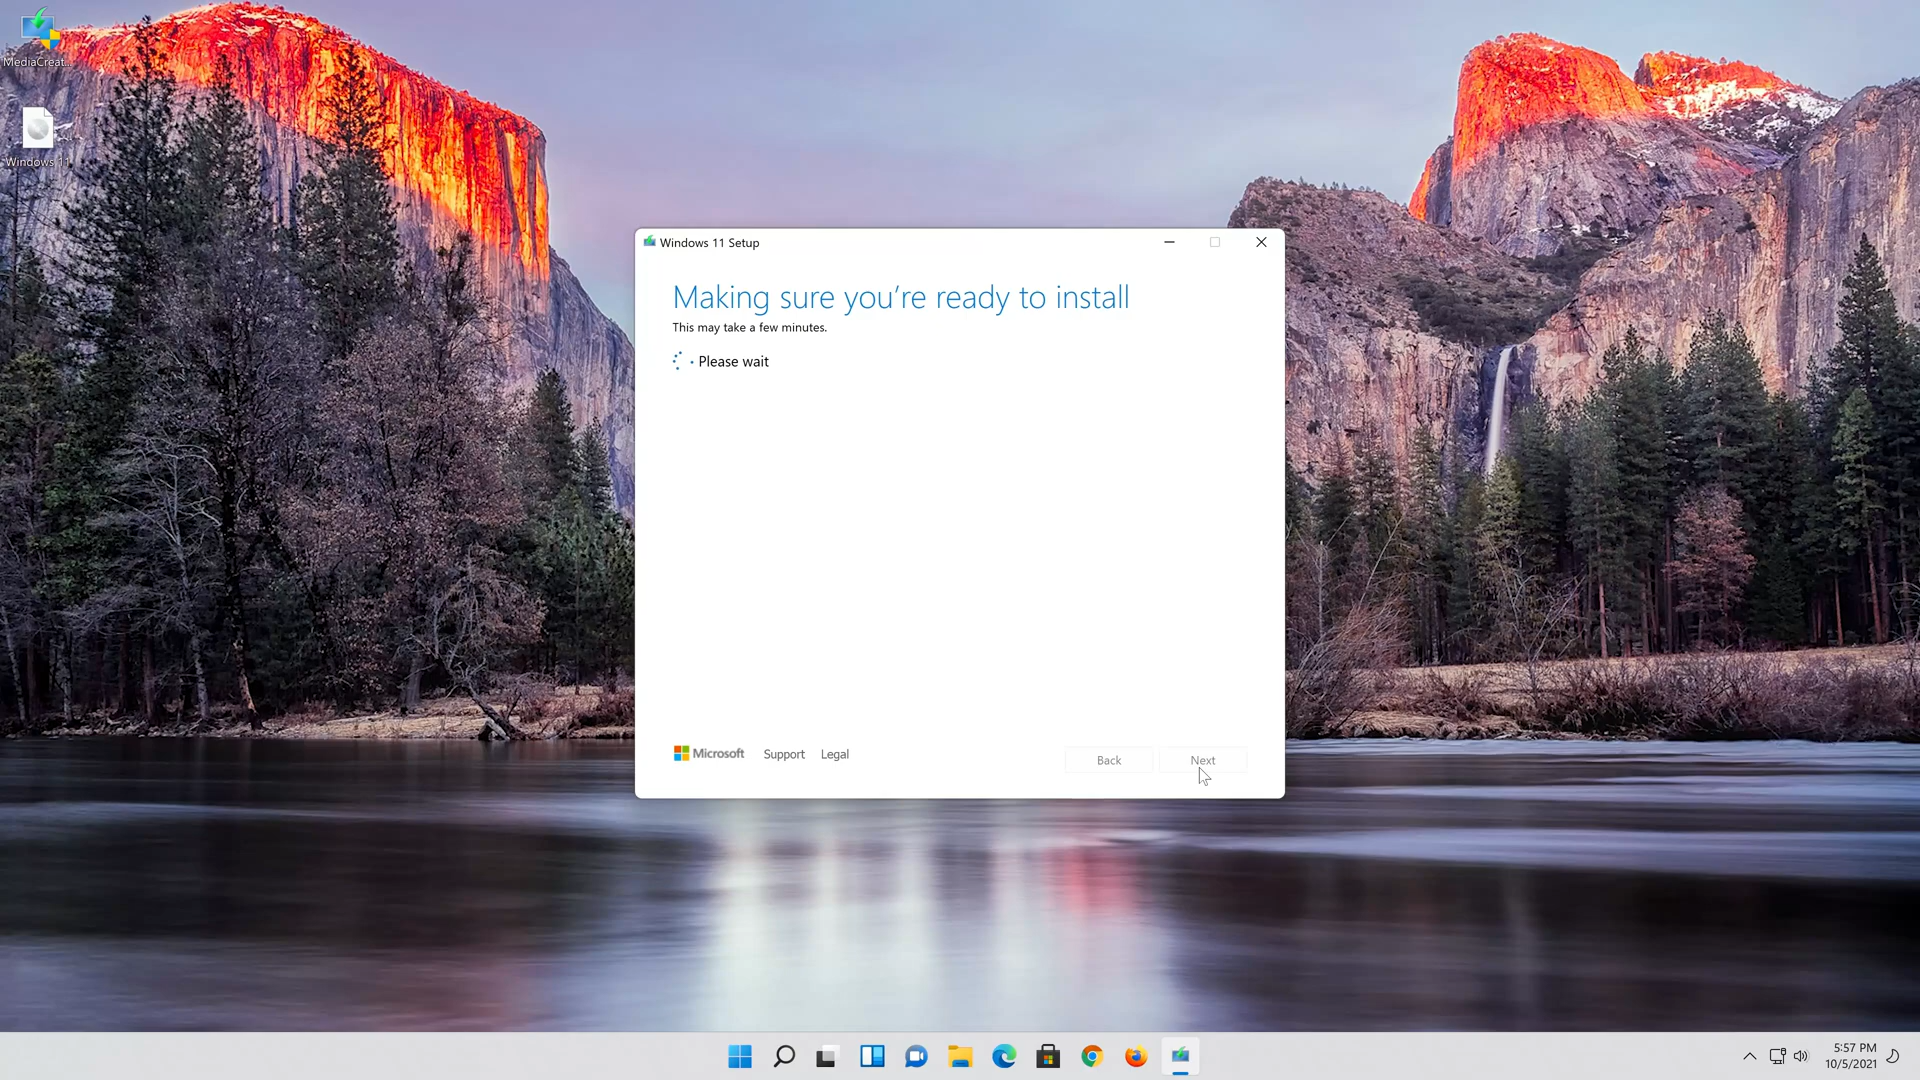 MediaCreat...
Windows 11
Windows 11 Setup
Making sure you're ready to install
This may take a few minutes.
Please wait
Microsoft
Support
Legal
Back
Next
5:57 PM
10/5/2021